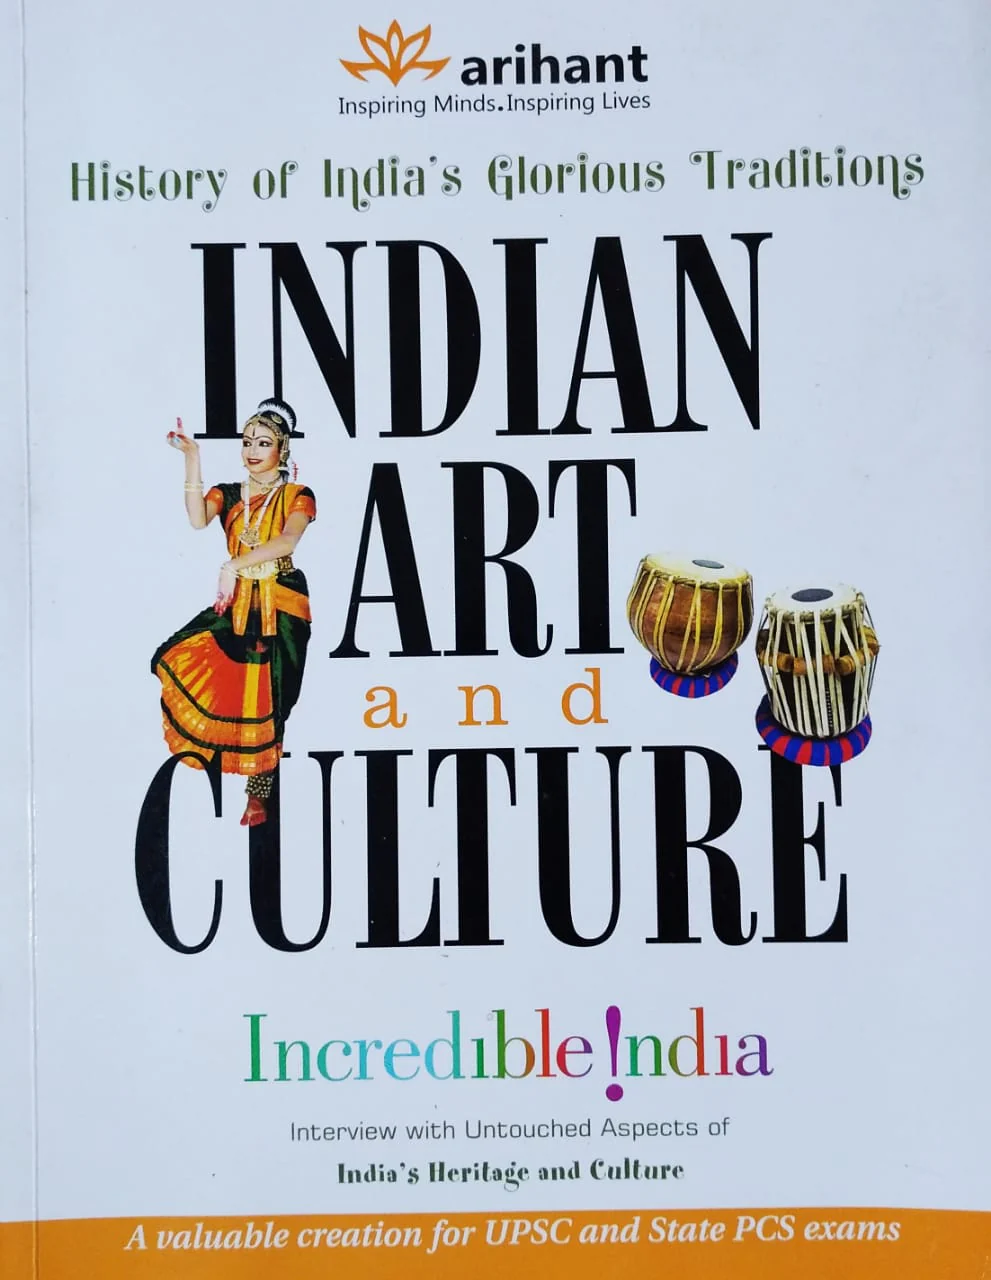 arihant
Inspiring Minds.Inspiring Lives
History of India's Glorious Traditions
INDIAN
ART
and
CULTURE
Incredible !ndia
Interview with Untouched Aspects of
India's Heritage and Culture
A valuable creation for UPSC and State PCS exams